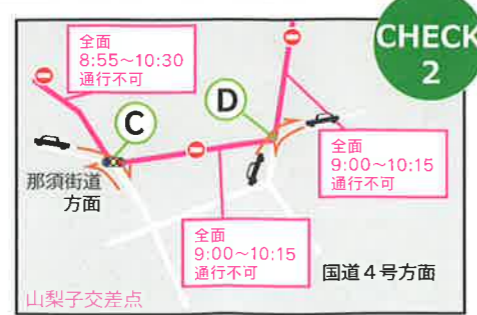 CHECK
2
全面
8:55～10:30
通行不可
C
D
全面
9:00～10:15
通行不可
那須街道
方面
全面
9:00～10:15
通行不可
国道4号方面
山梨子交差点